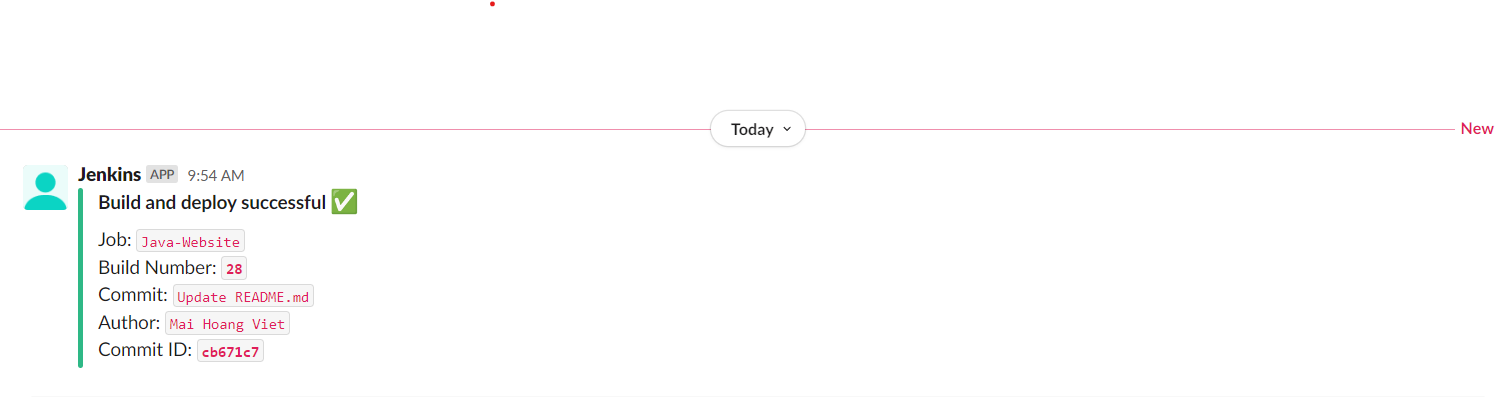 Today
New
Jenkins APP 9:54 AM
Build and deploy successful ✅
Job: Java-Website
Build Number: 28
Commit: Update README.md
Author: Mai Hoang Viet
Commit ID: cb671c7